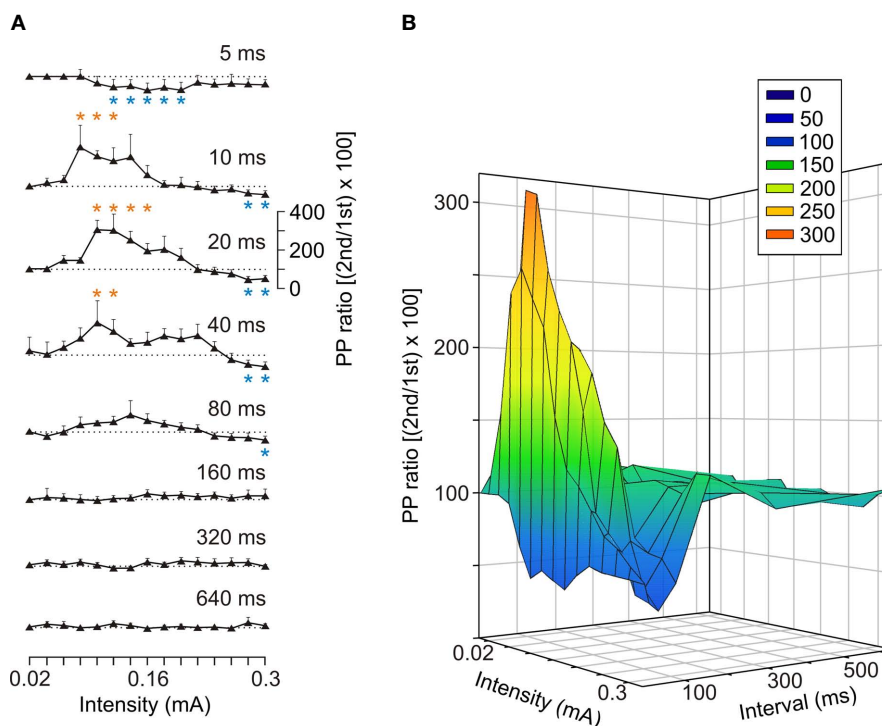 A
5 ms
* * * * *
* * *
10 ms
* *
* * * *
20 ms
* *
* *
40 ms
* *
80 ms
*
160 ms
320 ms
640 ms
400
200
0
PP ratio [(2nd/1st) x 100]
0.02
0.16
0.3
Intensity (mA)
B
0
50
100
150
200
250
300
300
200
100
0
PP ratio [(2nd/1st) x 100]
0.02
0.3
Intensity (mA)
100
300
500
Interval (ms)